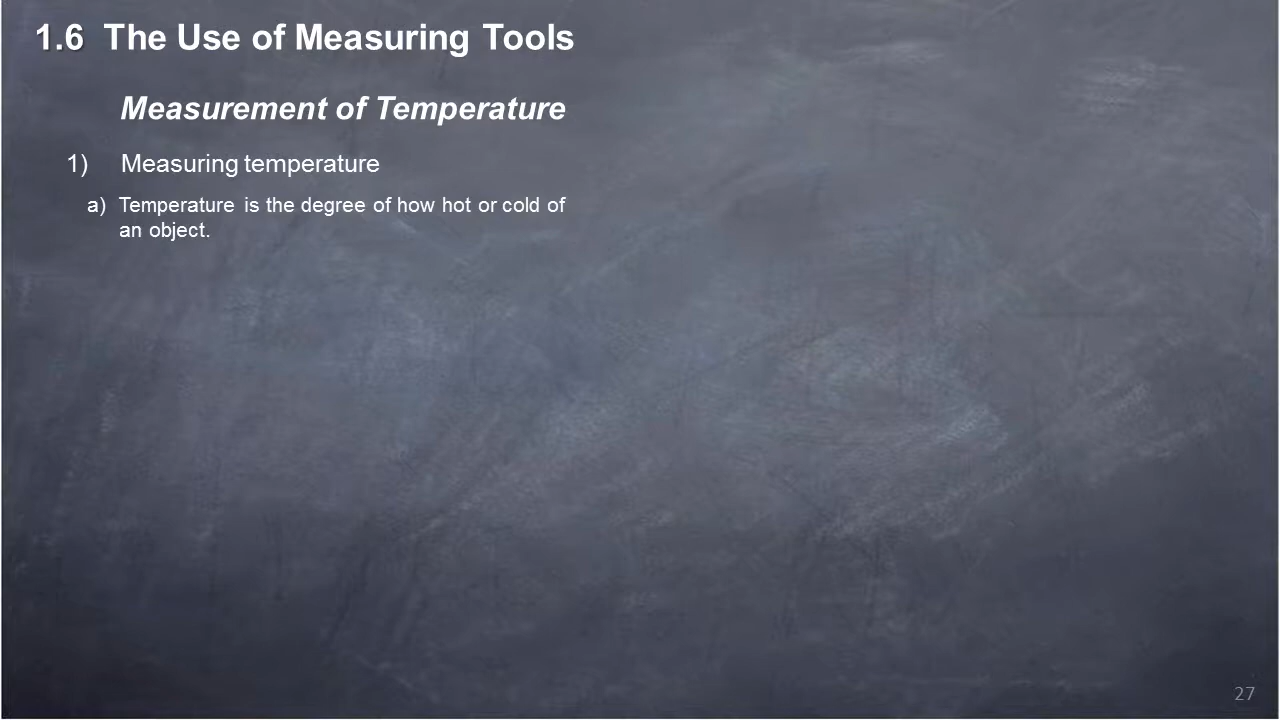 1.6 The Use of Measuring Tools
Measurement of Temperature
1) Measuring temperature
a) Temperature is the degree of how hot or cold of
an object.
27